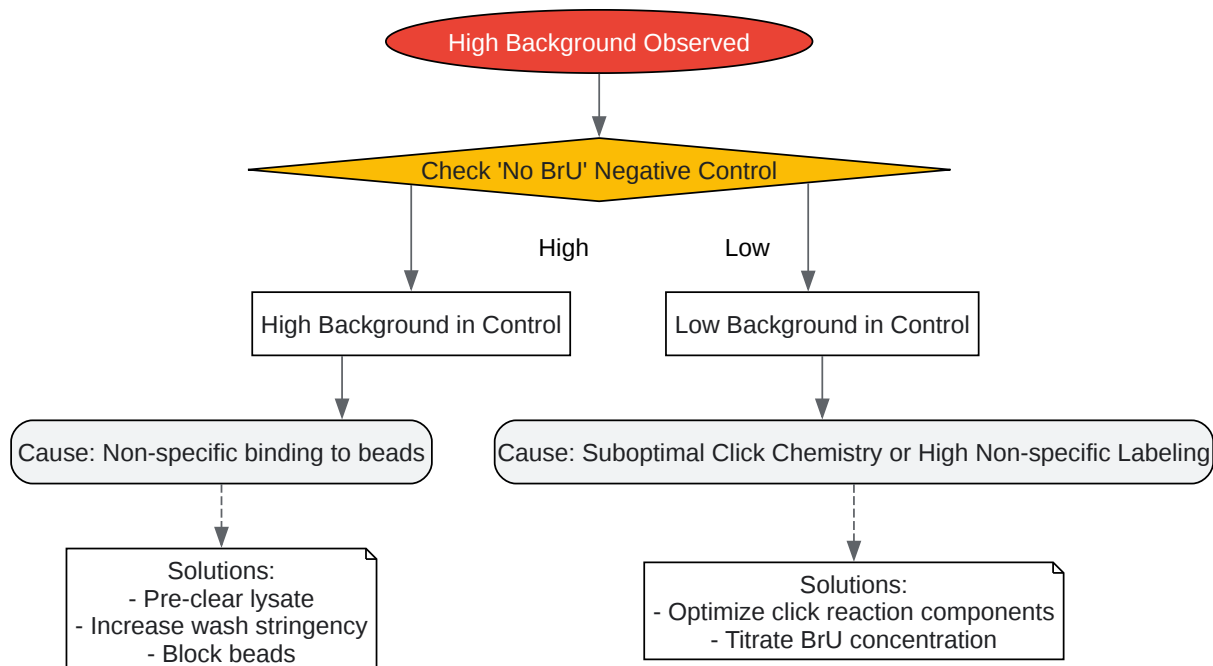 High Background Observed
Check 'No BrU' Negative Control
High
Low
High Background in Control
Low Background in Control
Cause: Non-specific binding to beads
Cause: Suboptimal Click Chemistry or High Non-specific Labeling
Solutions:
- Pre-clear lysate
- Increase wash stringency
- Block beads
Solutions:
- Optimize click reaction components
- Titrate BrU concentration